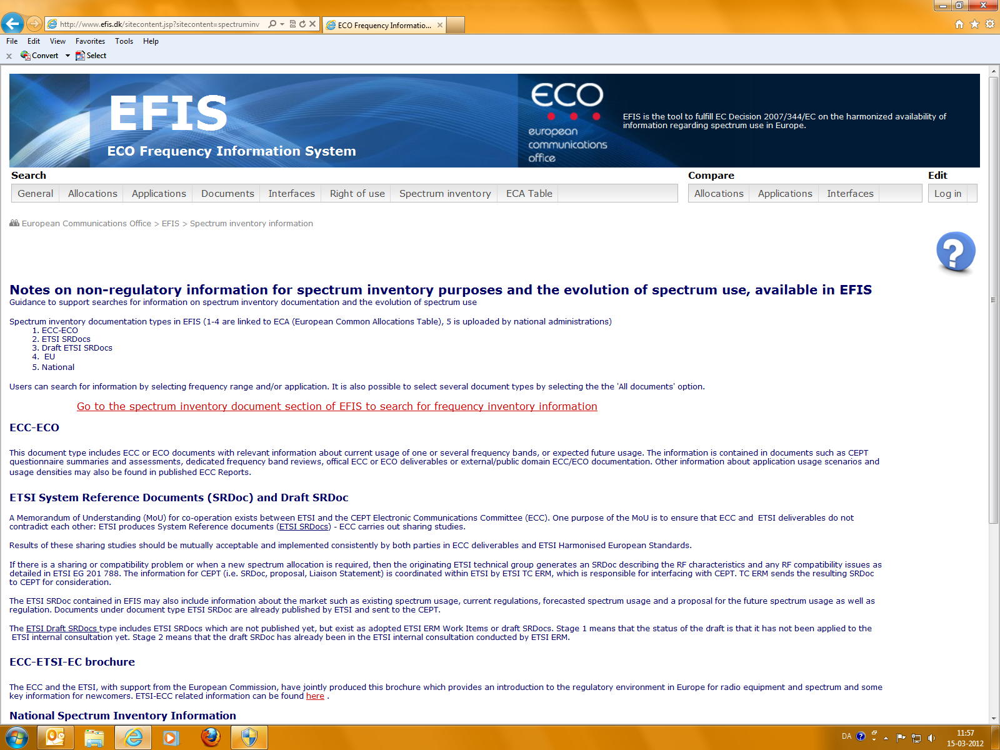 http://www.efis.dk/sitecontent.jsp?sitecontent=spectruminv
ECO Frequency Informatio...
File Edit View Favorites Tools Help
x Convert Select
EFIS
ECO Frequency Information System
eco
european
communications
office
EFIS is the tool to fulfill EC Decision 2007/344/EC on the harmonized availability of
information regarding spectrum use in Europe.
Search Compare Edit
General Allocations Applications Documents Interfaces Right of use Spectrum inventory ECA Table Allocations Applications Interfaces Log in
European Communications Office > EFIS > Spectrum inventory information
?
Notes on non-regulatory information for spectrum inventory purposes and the evolution of spectrum use, available in EFIS
Guidance to support searches for information on spectrum inventory documentation and the evolution of spectrum use
Spectrum inventory documentation types in EFIS (1-4 are linked to ECA (European Common Allocations Table), 5 is uploaded by national administrations)
1. ECC-ECO
2. ETSI SRDocs
3. Draft ETSI SRDocs
4. EU
5. National
Users can search for information by selecting frequency range and/or application. It is also possible to select several document types by selecting the the 'All documents' option.
Go to the spectrum inventory document section of EFIS to search for frequency inventory information
ECC-ECO
This document type includes ECC or ECO documents with relevant information about current usage of one or several frequency bands, or expected future usage. The information is contained in documents such as CEPT
questionnaire summaries and assessments, dedicated frequency band reviews, offical ECC or ECO deliverables or external/public domain ECC/ECO documentation. Other information about application usage scenarios and
usage densities may also be found in published ECC Reports.
ETSI System Reference Documents (SRDoc) and Draft SRDoc
A Memorandum of Understanding (MoU) for co-operation exists between ETSI and the CEPT Electronic Communications Committee (ECC). One purpose of the MoU is to ensure that ECC and ETSI deliverables do not
contradict each other: ETSI produces System Reference documents (ETSI SRDocs) - ECC carries out sharing studies.
Results of these sharing studies should be mutually acceptable and implemented consistently by both parties in ECC deliverables and ETSI Harmonised European Standards.
If there is a sharing or compatibility problem or when a new spectrum allocation is required, then the originating ETSI technical group generates an SRDoc describing the RF characteristics and any RF compatibility issues as
detailed in ETSI EG 201 788. The information for CEPT (i.e. SRDoc, proposal, Liaison Statement) is coordinated within ETSI by ETSI TC ERM, which is responsible for interfacing with CEPT. TC ERM sends the resulting SRDoc
to CEPT for consideration.
The ETSI SRDoc contained in EFIS may also include information about the market such as existing spectrum usage, current regulations, forecasted spectrum usage and a proposal for the future spectrum usage as well as
regulation. Documents under document type ETSI SRDoc are already published by ETSI and sent to the CEPT.
The ETSI Draft SRDocs type includes ETSI SRDocs which are not published yet, but exist as adopted ETSI ERM Work Items or draft SRDocs. Stage 1 means that the status of the draft is that it has not been applied to the
ETSI internal consultation yet. Stage 2 means that the draft SRDoc has already been in the ETSI internal consultation conducted by ETSI ERM.
ECC-ETSI-EC brochure
The ECC and the ETSI, with support from the European Commission, have jointly produced this brochure which provides an introduction to the regulatory environment in Europe for radio equipment and spectrum and some
key information for newcomers. ETSI-ECC related information can be found here .
National Spectrum Inventory Information
DA 11:57
15-03-2012